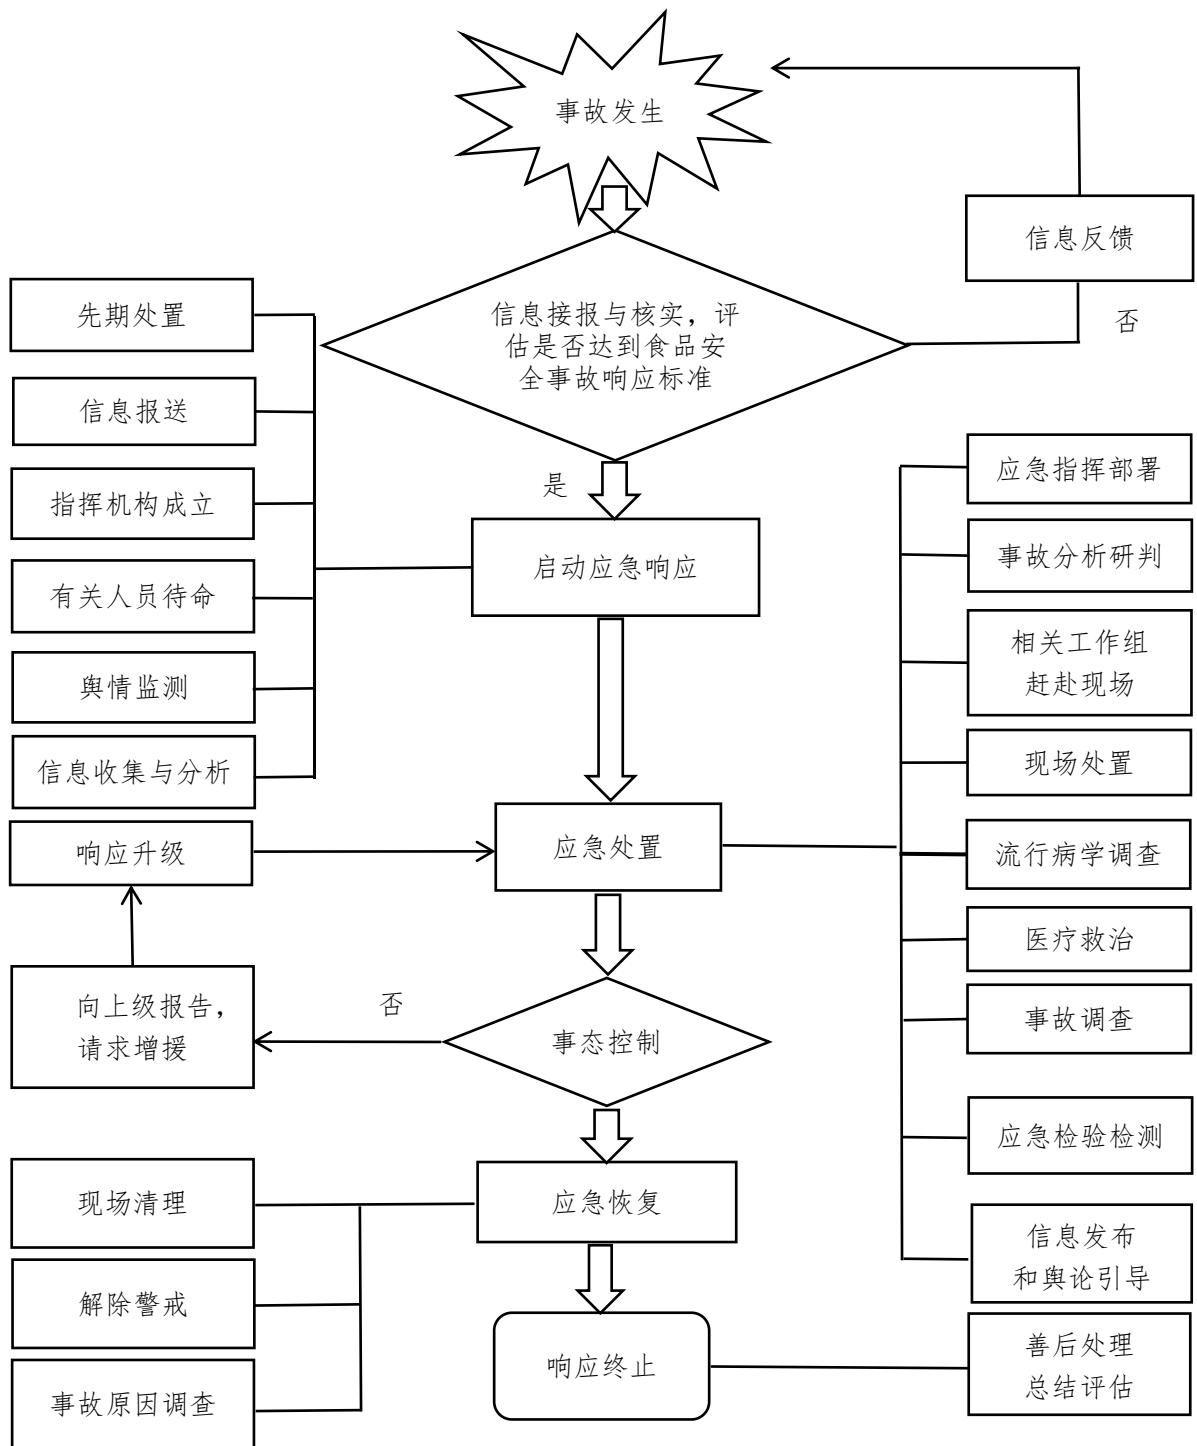 事故发生
信息反馈
否
信息接报与核实，评
估是否达到食品安
全事故响应标准
先期处置
信息报送
指挥机构成立
有关人员待命
舆情监测
信息收集与分析
是
启动应急响应
应急指挥部署
事故分析研判
相关工作组
赶赴现场
现场处置
流行病学调查
医疗救治
事故调查
应急检验检测
信息发布
和舆论引导
响应升级
应急处置
向上级报告，
请求增援
否
事态控制
现场清理
解除警戒
事故原因调查
应急恢复
响应终止
善后处理
总结评估